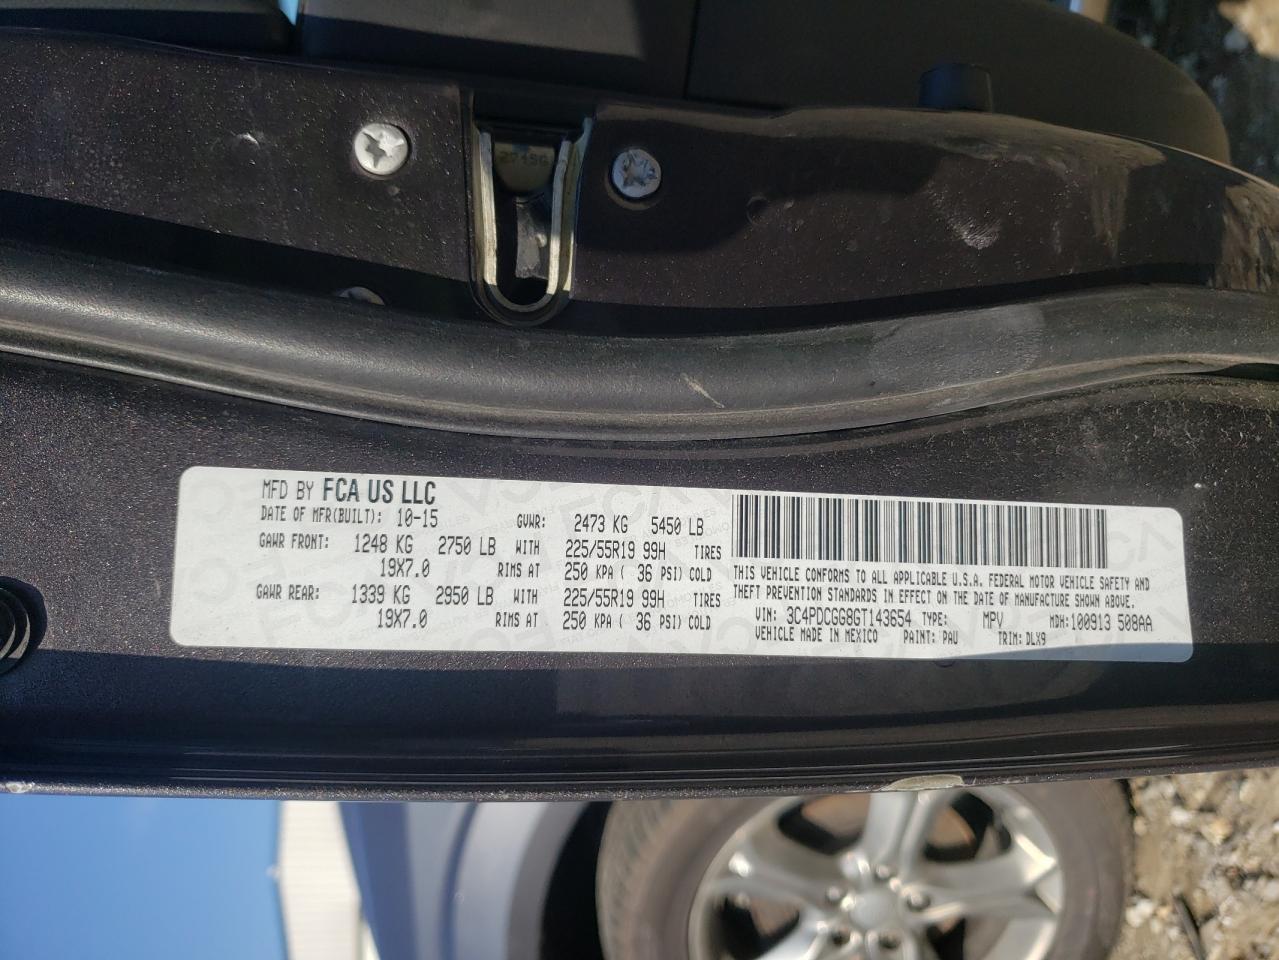 2749G
MFD BY FCA US LLC
DATE OF MFR(BUILT): 10-15 GVWR: 2473 KG 5450 LB
GAWR FRONT: 1248 KG 2750 LB WITH 225/55R19 99H TIRES
19X7.0 RIMS AT 250 KPA ( 36 PSI) COLD
GAWR REAR: 1339 KG 2950 LB WITH 225/55R19 99H TIRES
19X7.0 RIMS AT 250 KPA ( 36 PSI) COLD
THIS VEHICLE CONFORMS TO ALL APPLICABLE U.S.A. FEDERAL MOTOR VEHICLE SAFETY AND
THEFT PREVENTION STANDARDS IN EFFECT ON THE DATE OF MANUFACTURE SHOWN ABOVE.
VIN: 3C4PDCGG8GT143654 TYPE: MPV MDH:100913 508AA
VEHICLE MADE IN MEXICO PAINT: PAU TRIM: DLX9